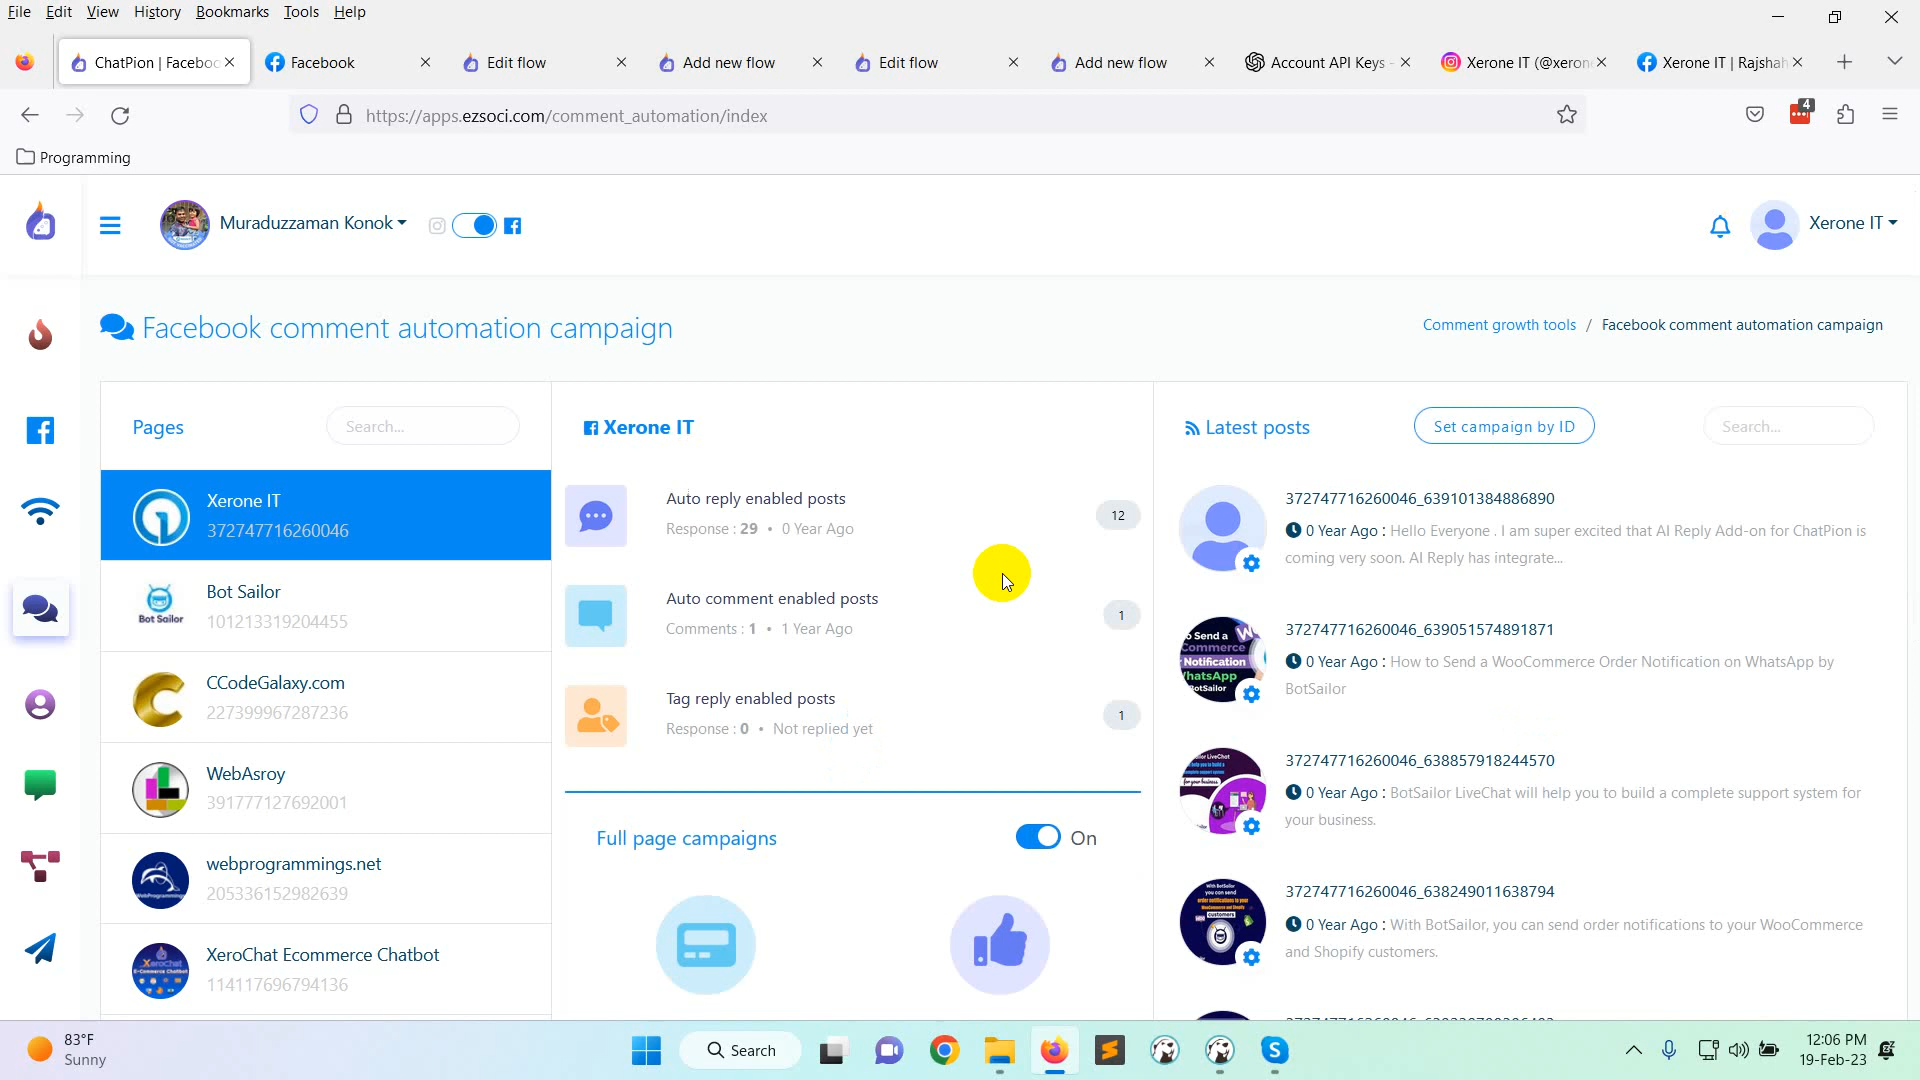 File Edit View History Bookmarks Tools Help
ChatPion | Faceboo
Facebook
Edit flow
Add new flow
Edit flow
Add new flow
Account API Keys -
Xerone IT (@xerone
Xerone IT | Rajshah
https://apps.ezsoci.com/comment_automation/index
4
Programming
Muraduzzaman Konok
Xerone IT
Facebook comment automation campaign
Comment growth tools / Facebook comment automation campaign
Pages
Search...
Xerone IT
372747716260046
Bot Sailor
Bot Sailor
101213319204455
CCodeGalaxy.com
227399967287236
WebAsroy
391777127692001
webprogrammings.net
205336152982639
XeroChat Ecommerce Chatbot
114117696794136
Xerone IT
Auto reply enabled posts
12
Response : 29 • 0 Year Ago
Auto comment enabled posts
1
Comments : 1 • 1 Year Ago
Tag reply enabled posts
1
Response : 0 • Not replied yet
Full page campaigns
On
Latest posts
Set campaign by ID
Search...
372747716260046_639101384886890
0 Year Ago : Hello Everyone . I am super excited that AI Reply Add-on for ChatPion is
coming very soon. AI Reply has integrate...
372747716260046_639051574891871
0 Year Ago : How to Send a WooCommerce Order Notification on WhatsApp by
BotSailor
372747716260046_638857918244570
0 Year Ago : BotSailor LiveChat will help you to build a complete support system for
your business.
372747716260046_638249011638794
0 Year Ago : With BotSailor, you can send order notifications to your WooCommerce
and Shopify customers.
83°F
Sunny
Search
12:06 PM
19-Feb-23